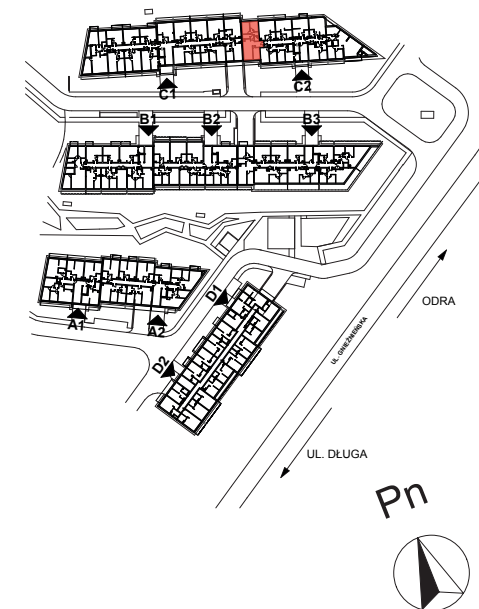 C1
C2
B1
B2
B3
A1
A2
D1
D2
ODRA
UL. GNIEŹNIEŃSKA
UL. DŁUGA
Pn